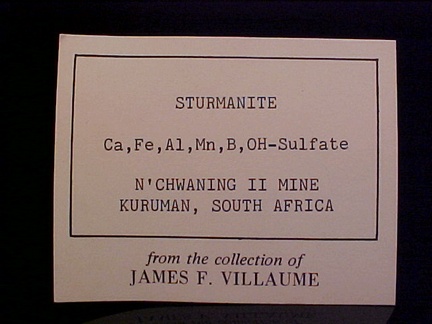 STURMANITE
Ca,Fe,Al,Mn,B,OH-Sulfate
N'CHWANING II MINE
KURUMAN, SOUTH AFRICA
from the collection of
JAMES F. VILLAUME